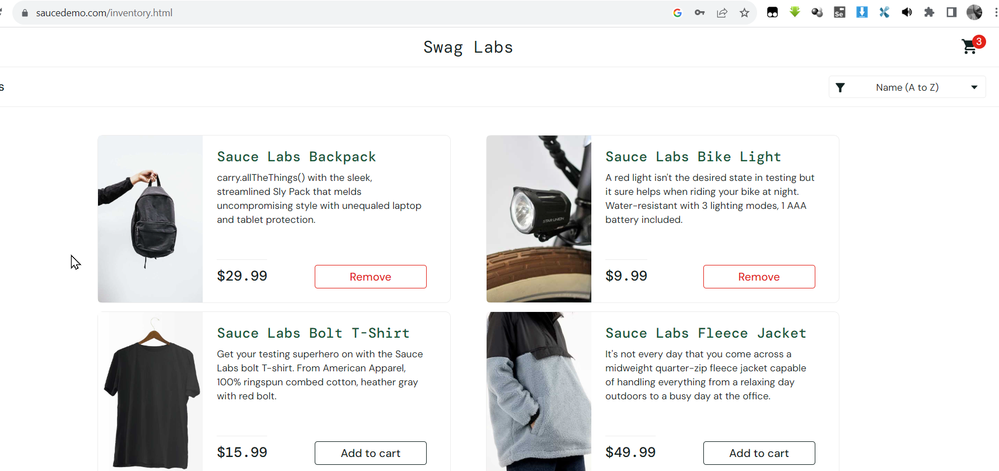 saucedemo.com/inventory.html
Se
Swag Labs
3
s
Name (A to Z)
Sauce Labs Backpack
carry.allTheThings() with the sleek,
streamlined Sly Pack that melds
uncompromising style with unequaled laptop
and tablet protection.
$29.99
Remove
Sauce Labs Bike Light
A red light isn't the desired state in testing but
it sure helps when riding your bike at night.
Water-resistant with 3 lighting modes, 1 AAA
battery included.
STAR UNION
$9.99
Remove
Sauce Labs Bolt T-Shirt
Get your testing superhero on with the Sauce
Labs bolt T-shirt. From American Apparel,
100% ringspun combed cotton, heather gray
with red bolt.
$15.99
Add to cart
Sauce Labs Fleece Jacket
It's not every day that you come across a
midweight quarter-zip fleece jacket capable
of handling everything from a relaxing day
outdoors to a busy day at the office.
$49.99
Add to cart